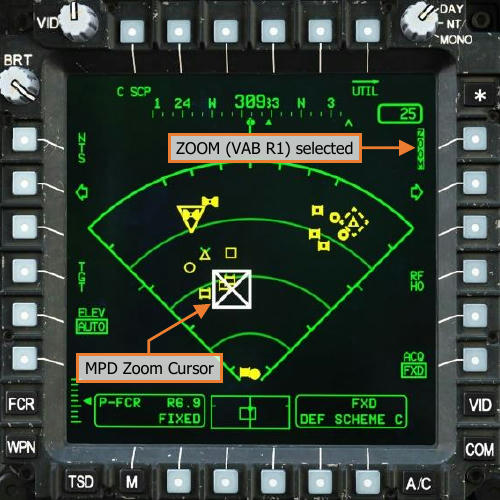 VID
DAY
NT
MONO
BRT
C SCP
UTIL
1 24 N 309 33 N 3
25
*
ZOOM (VAB R1) selected
ZOOM
NTS
TGT
RF
HO
ELEV
AUTO
MPD Zoom Cursor
ACQ
FXD
FCR
P-FCR R6.9
FIXED
FXD
DEF SCHEME C
VID
WPN
COM
TSD
M
A/C